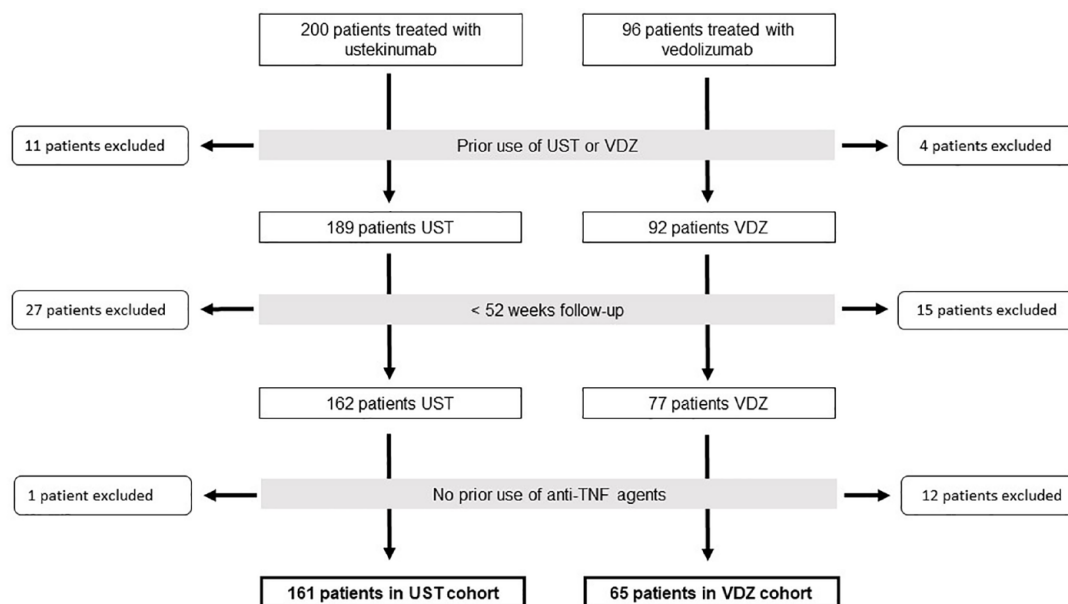 200 patients treated with
ustekinumab
96 patients treated with
vedolizumab
11 patients excluded
Prior use of UST or VDZ
4 patients excluded
189 patients UST
92 patients VDZ
27 patients excluded
< 52 weeks follow-up
15 patients excluded
162 patients UST
77 patients VDZ
1 patient excluded
No prior use of anti-TNF agents
12 patients excluded
161 patients in UST cohort
65 patients in VDZ cohort